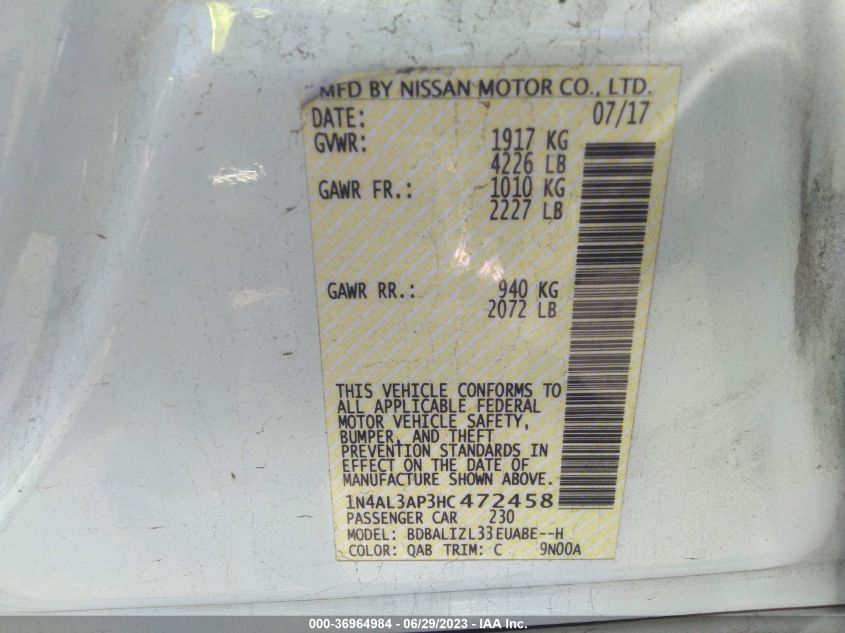 MFD BY NISSAN MOTOR CO., LTD.
DATE: 07/17
GVWR: 1917 KG
4226 LB
GAWR FR.: 1010 KG
2227 LB
GAWR RR.: 940 KG
2072 LB
THIS VEHICLE CONFORMS TO
ALL APPLICABLE FEDERAL
MOTOR VEHICLE SAFETY,
BUMPER, AND THEFT
PREVENTION STANDARDS IN
EFFECT ON THE DATE OF
MANUFACTURE SHOWN ABOVE.
1N4AL3AP3HC472458
PASSENGER CAR 230
MODEL: BDBALIZL33EUABE--H
COLOR: QAB TRIM: C 9N00A
000-36964984 - 06/29/2023 - IAA Inc.